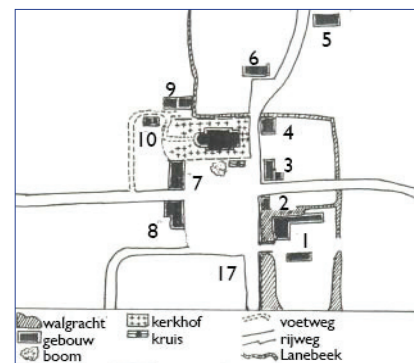 5
6
9
10
4
3
7
2
8
1
17
walgracht
kerkhof
voetweg
gebouw
kruis
rijweg
boom
Lanebeek